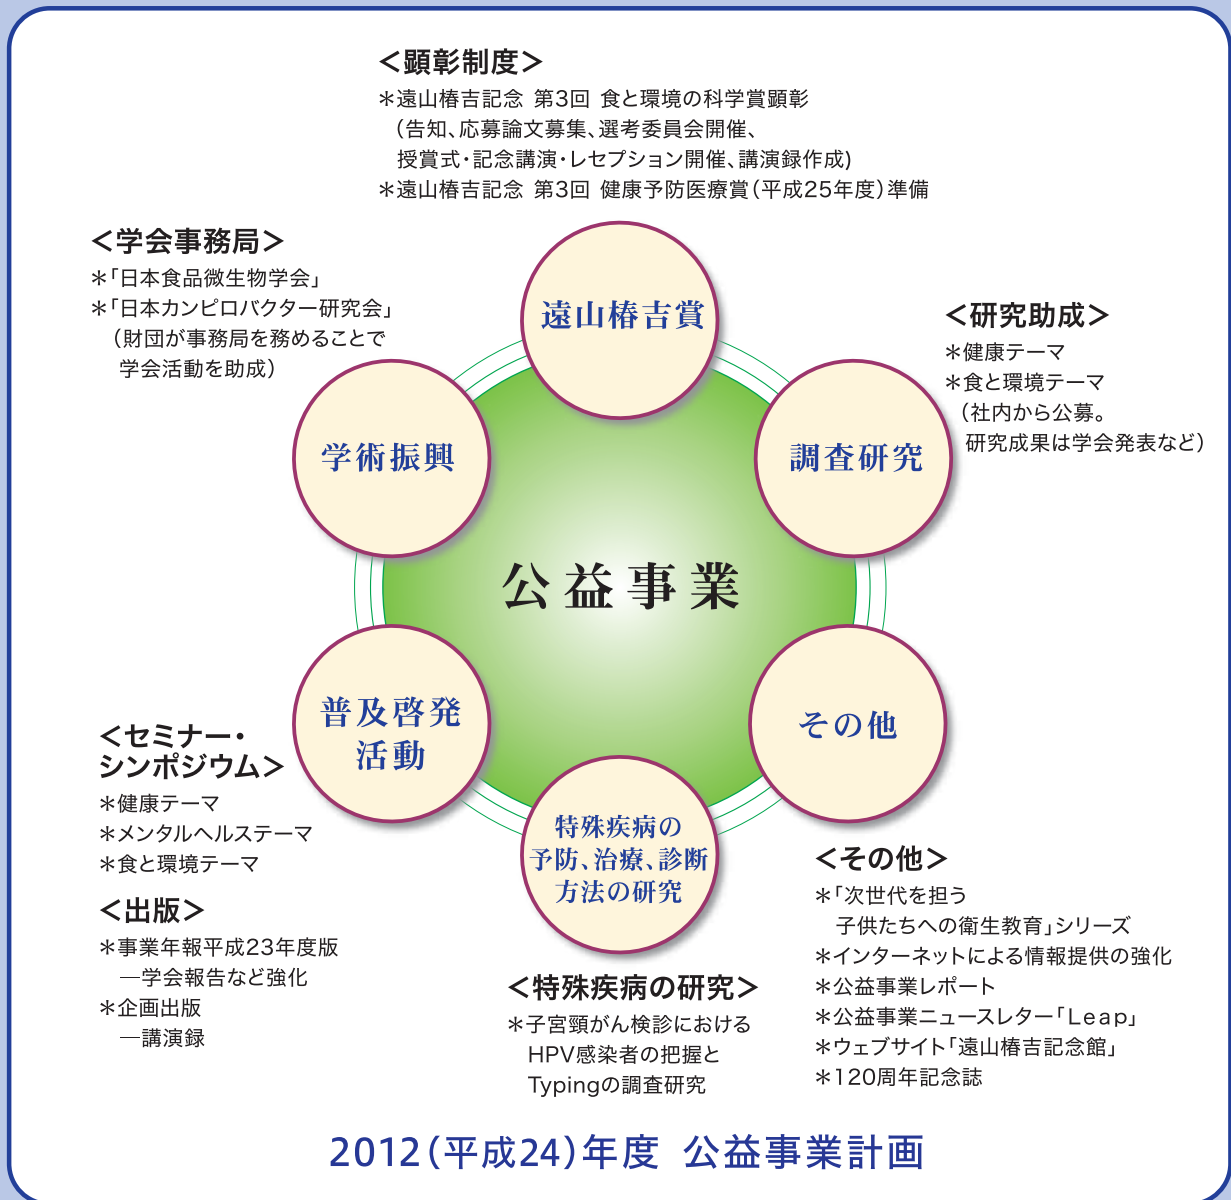 ＜顕彰制度＞
＊遠山椿吉記念 第3回 食と環境の科学賞顕彰
（告知、応募論文募集、選考委員会開催、
授賞式・記念講演・レセプション開催、講演録作成)
＊遠山椿吉記念 第3回 健康予防医療賞（平成25年度）準備
＜学会事務局＞
＊「日本食品微生物学会」
＊「日本カンピロバクター研究会」
（財団が事務局を務めることで
学会活動を助成）
遠山椿吉賞
＜研究助成＞
＊健康テーマ
＊食と環境テーマ
（社内から公募。
研究成果は学会発表など）
学術振興
調査研究
公益事業
普及啓発
活動
その他
特殊疾病の
予防、治療、診断
方法の研究
＜セミナー・
シンポジウム＞
＊健康テーマ
＊メンタルヘルステーマ
＊食と環境テーマ
＜出版＞
＊事業年報平成23年度版
―学会報告など強化
＊企画出版
―講演録
＜特殊疾病の研究＞
＊子宮頸がん検診における
HPV感染者の把握と
Typingの調査研究
＜その他＞
＊「次世代を担う
子供たちへの衛生教育」シリーズ
＊インターネットによる情報提供の強化
＊公益事業レポート
＊公益事業ニュースレター「Leap」
＊ウェブサイト「遠山椿吉記念館」
＊120周年記念誌
2012（平成24）年度 公益事業計画